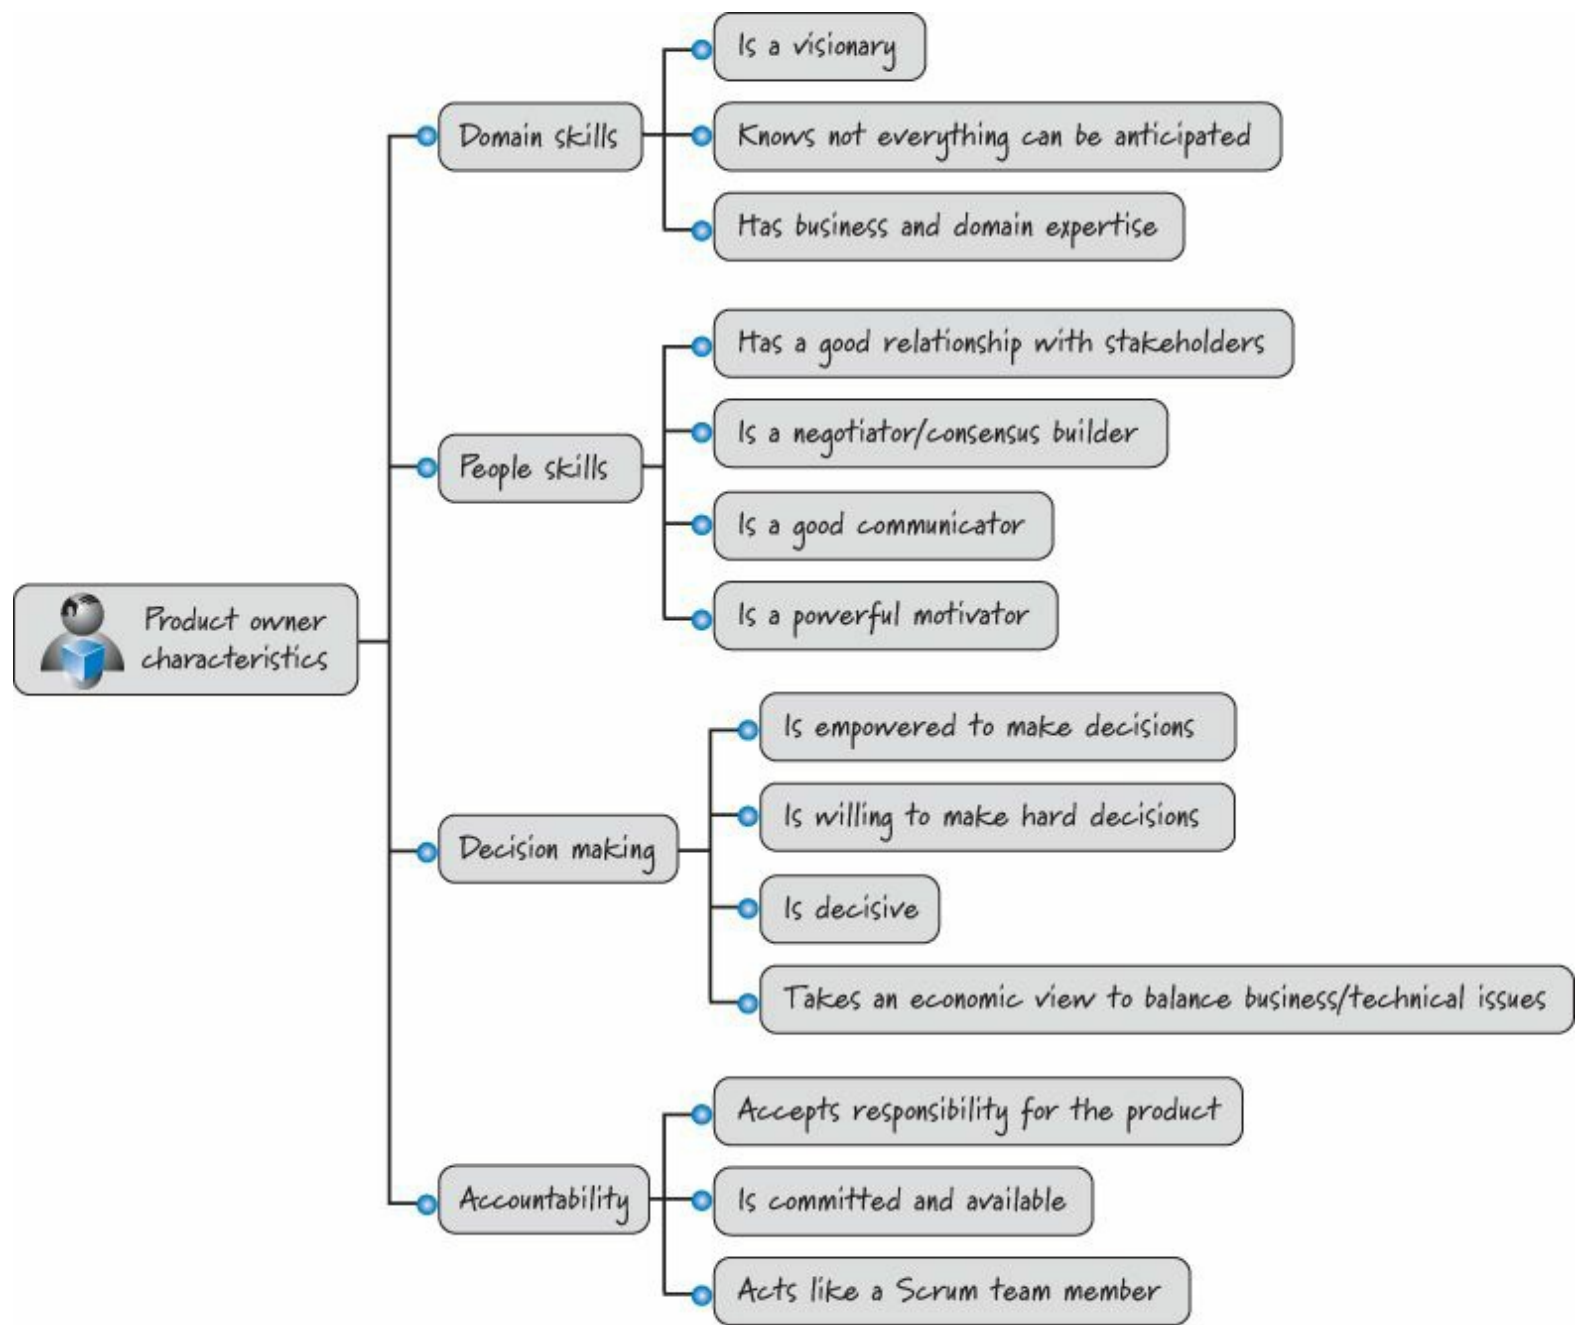 Product owner
characteristics
Domain skills
Is a visionary
Knows not everything can be anticipated
Has business and domain expertise
People skills
Has a good relationship with stakeholders
Is a negotiator/consensus builder
Is a good communicator
Is a powerful motivator
Decision making
Is empowered to make decisions
Is willing to make hard decisions
Is decisive
Takes an economic view to balance business/technical issues
Accountability
Accepts responsibility for the product
Is committed and available
Acts like a Scrum team member